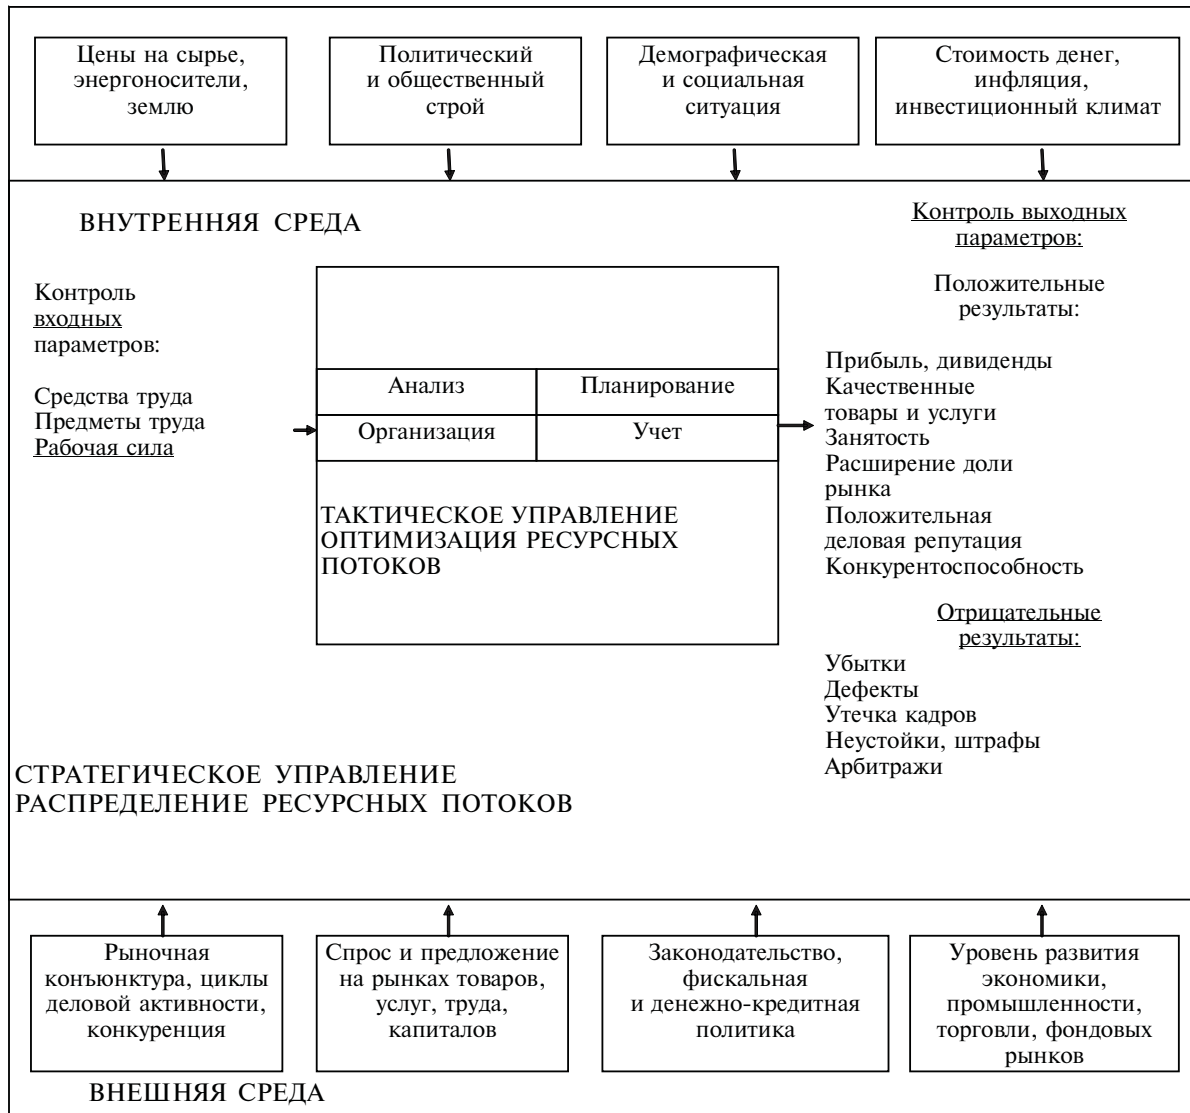 Цены на сырье,
энергоносители,
землю
Политический
и общественный
строй
Демографическая
и социальная
ситуация
Стоимость денег,
инфляция,
инвестиционный климат
ВНУТРЕННЯЯ СРЕДА
Контроль
входных
параметров:
Средства труда
Предметы труда
Рабочая сила
Анализ
Планирование
Организация
Учет
ТАКТИЧЕСКОЕ УПРАВЛЕНИЕ
ОПТИМИЗАЦИЯ РЕСУРСНЫХ
ПОТОКОВ
Контроль выходных
параметров:
Положительные
результаты:
Прибыль, дивиденды
Качественные
товары и услуги
Занятость
Расширение доли
рынка
Положительная
деловая репутация
Конкурентоспособность
Отрицательные
результаты:
Убытки
Дефекты
Утечка кадров
Неустойки, штрафы
Арбитражи
СТРАТЕГИЧЕСКОЕ УПРАВЛЕНИЕ
РАСПРЕДЕЛЕНИЕ РЕСУРСНЫХ ПОТОКОВ
Рыночная
конъюнктура, циклы
деловой активности,
конкуренция
Спрос и предложение
на рынках товаров,
услуг, труда,
капиталов
Законодательство,
фискальная
и денежно-кредитная
политика
Уровень развития
экономики,
промышленности,
торговли, фондовых
рынков
ВНЕШНЯЯ СРЕДА